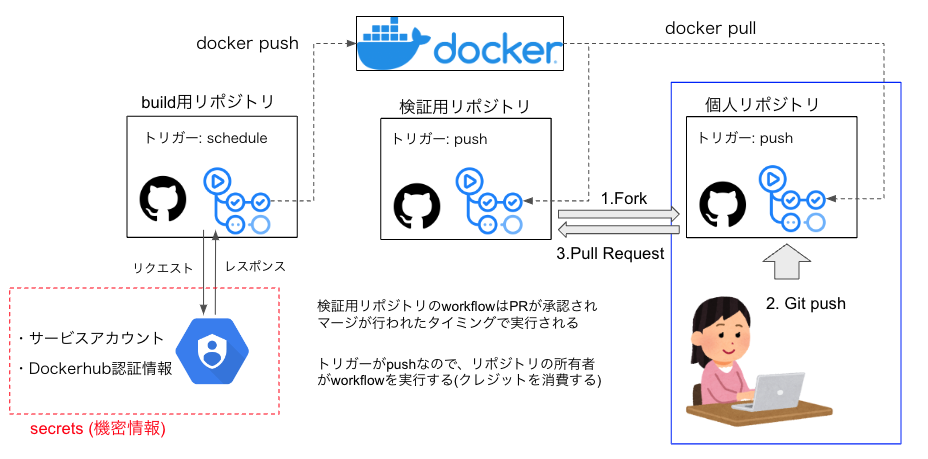 docker push
docker
docker pull
build用リポジトリ
トリガー: schedule
検証用リポジトリ
トリガー: push
個人リポジトリ
トリガー: push
1.Fork
3.Pull Request
2. Git push
リクエスト
レスポンス
・サービスアカウント
・Dockerhub認証情報
secrets (機密情報)
検証用リポジトリのworkflowはPRが承認され
マージが行われたタイミングで実行される
トリガーがpushなので、リポジトリの所有者
がworkflowを実行する(クレジットを消費する)